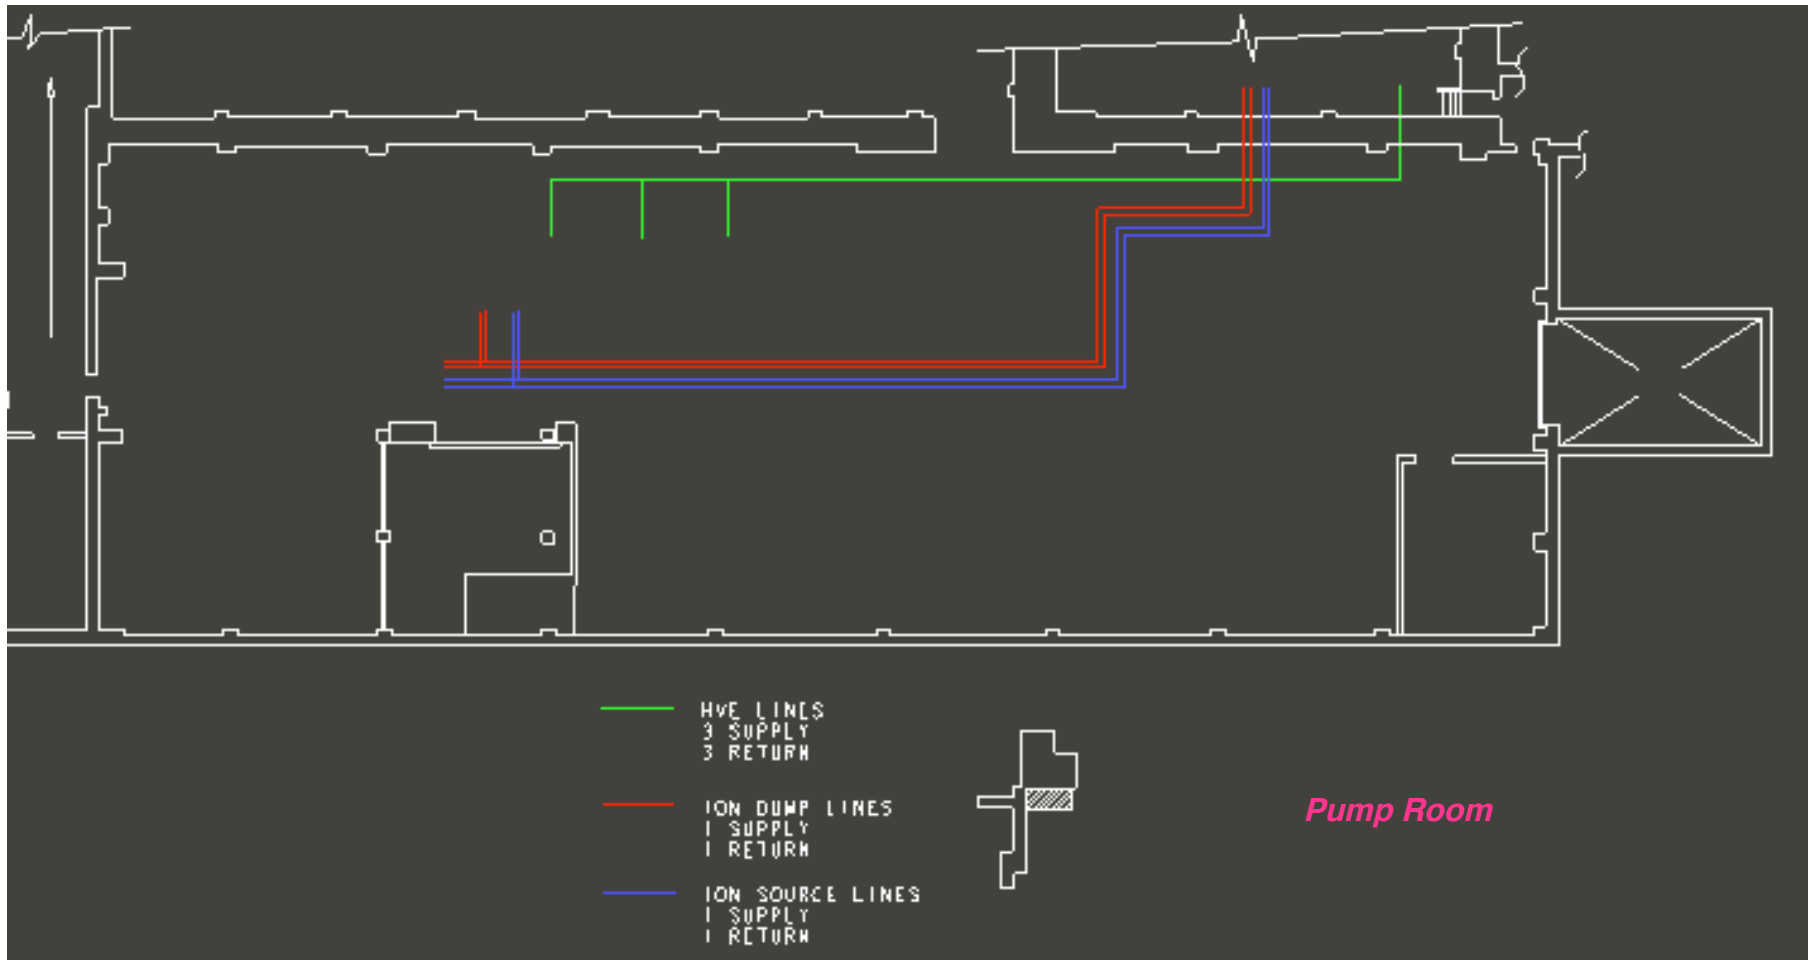 HVE LINES
3 SUPPLY
3 RETURN
ION DUMP LINES
1 SUPPLY
1 RETURN
ION SOURCE LINES
1 SUPPLY
1 RETURN
Pump Room